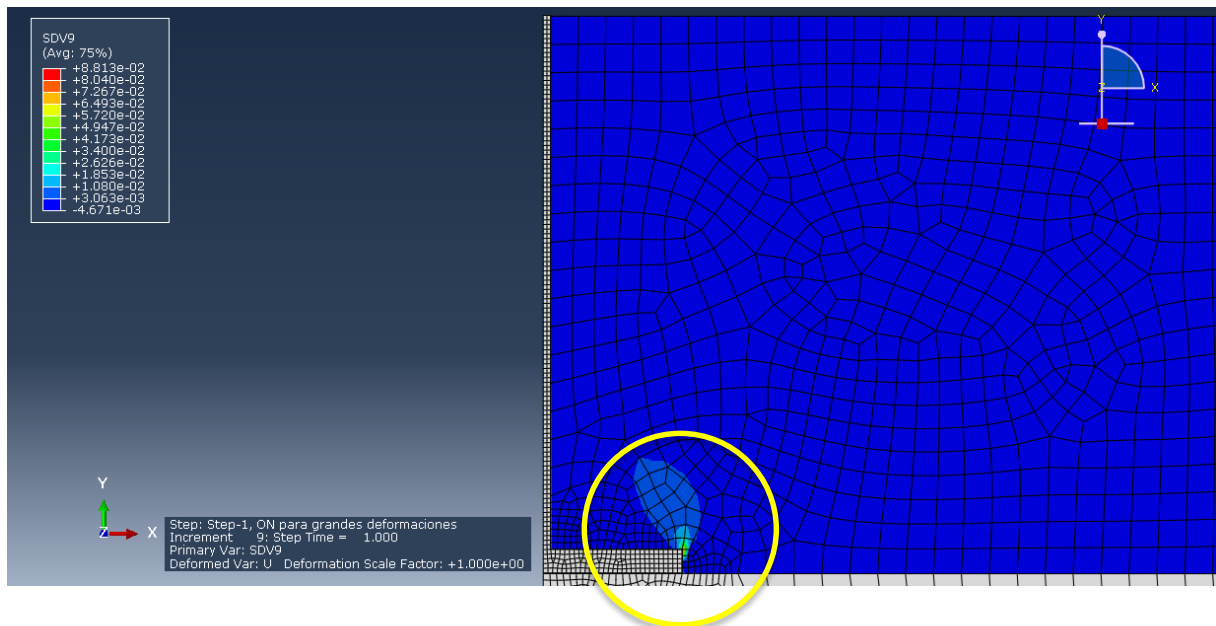 SDV9
(Avg: 75%)
+8.813e-02
+8.040e-02
+7.267e-02
+6.493e-02
+5.720e-02
+4.947e-02
+4.173e-02
+3.400e-02
+2.626e-02
+1.853e-02
+1.080e-02
+3.063e-03
-4.671e-03
Y
Z X
Y
Z X
Step: Step-1, ON para grandes deformaciones
Increment 9: Step Time = 1.000
Primary Var: SDV9
Deformed Var: U Deformation Scale Factor: +1.000e+00